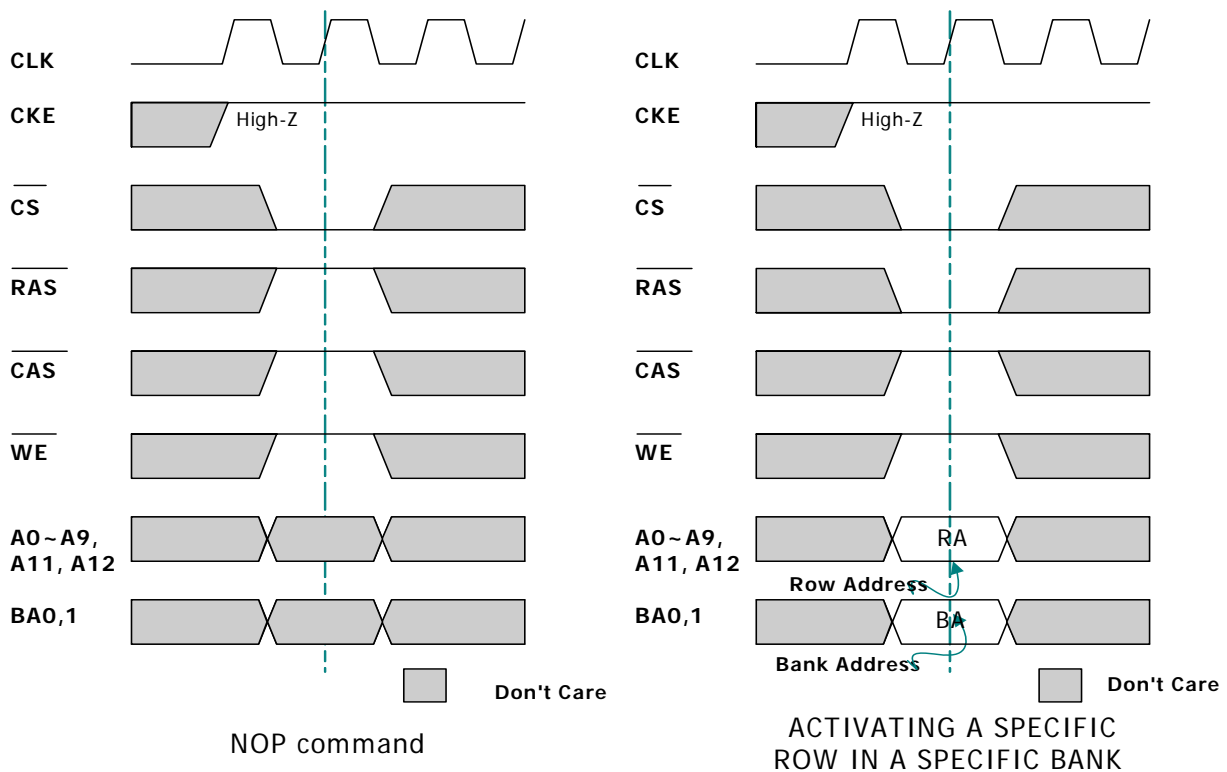 CLK
CKE
High-Z
CS
RAS
CAS
WE
A0~A9,
A11, A12
BA0,1
Don't Care
NOP command
CLK
CKE
High-Z
CS
RAS
CAS
WE
A0~A9,
A11, A12
RA
Row Address
BA0,1
BA
Bank Address
Don't Care
ACTIVATING A SPECIFIC
ROW IN A SPECIFIC BANK